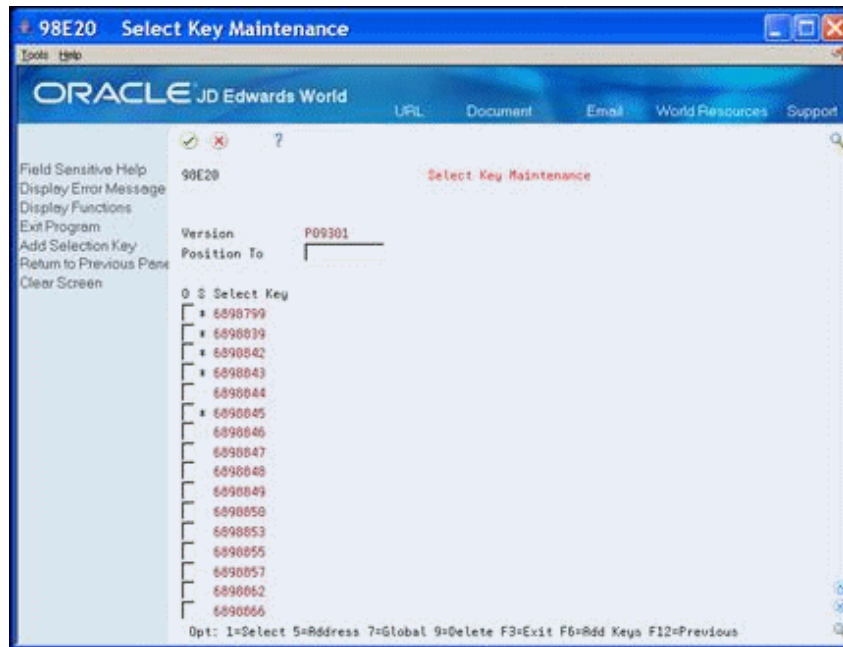 98E20 Select Key Maintenance
Tools Help
ORACLE JD Edwards World
URL Document Email World Resources Support
?
Field Sensitive Help
Display Error Message
Display Functions
Exit Program
Add Selection Key
Return to Previous Pane
Clear Screen
98E20 Select Key Maintenance
Version P09301
Position To
O S Select Key
* 6898799
* 6898839
* 6898842
* 6898843
6898844
* 6898845
6898846
6898847
6898848
6898849
6898850
6898853
6898855
6898857
6898862
6898866
Opt: 1=Select 5=Address 7=Global 9=Delete F3=Exit F6=Add Keys F12=Previous